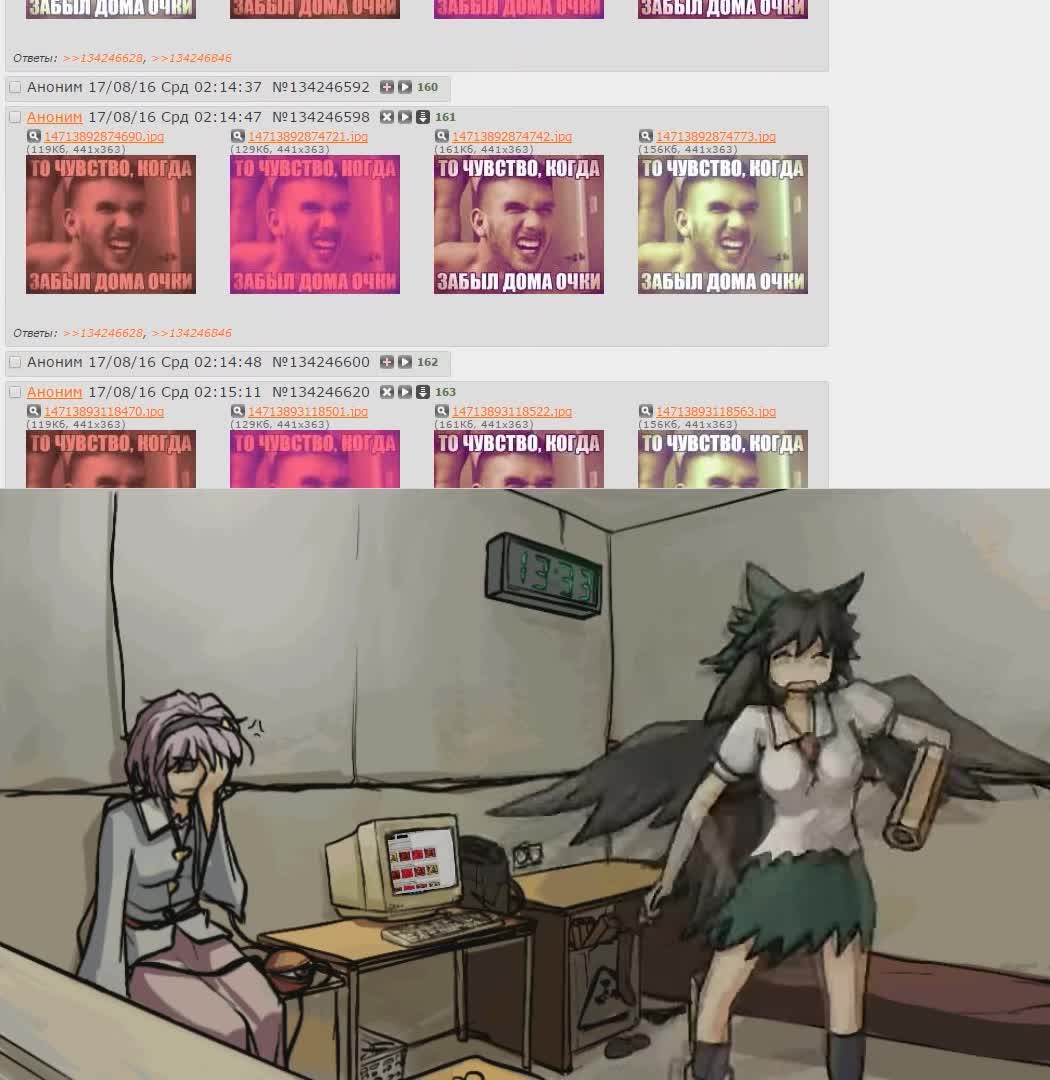 ЗАБЫЛ ДОМА ОЧКИ ЗАБЫЛ ДОМА ОЧКИ ЗАБЫЛ ДОМА ОЧКИ ЗАБЫЛ ДОМА ОЧКИ
Ответы: >>134246628, >>134246846
Аноним 17/08/16 Срд 02:14:37 №134246592 160
Аноним 17/08/16 Срд 02:14:47 №134246598 161
14713892874690.jpg 14713892874721.jpg 14713892874742.jpg 14713892874773.jpg
(119Кб, 441x363) (129Кб, 441x363) (161Кб, 441x363) (156Кб, 441x363)
ТО ЧУВСТВО, КОГДА ТО ЧУВСТВО, КОГДА ТО ЧУВСТВО, КОГДА ТО ЧУВСТВО, КОГДА
ЗАБЫЛ ДОМА ОЧКИ ЗАБЫЛ ДОМА ОЧКИ ЗАБЫЛ ДОМА ОЧКИ ЗАБЫЛ ДОМА ОЧКИ
Ответы: >>134246628, >>134246846
Аноним 17/08/16 Срд 02:14:48 №134246600 162
Аноним 17/08/16 Срд 02:15:11 №134246620 163
14713893118470.jpg 14713893118501.jpg 14713893118522.jpg 14713893118563.jpg
(119Кб, 441x363) (129Кб, 441x363) (161Кб, 441x363) (156Кб, 441x363)
ТО ЧУВСТВО, КОГДА ТО ЧУВСТВО, КОГДА ТО ЧУВСТВО, КОГДА ТО ЧУВСТВО, КОГДА
13:33